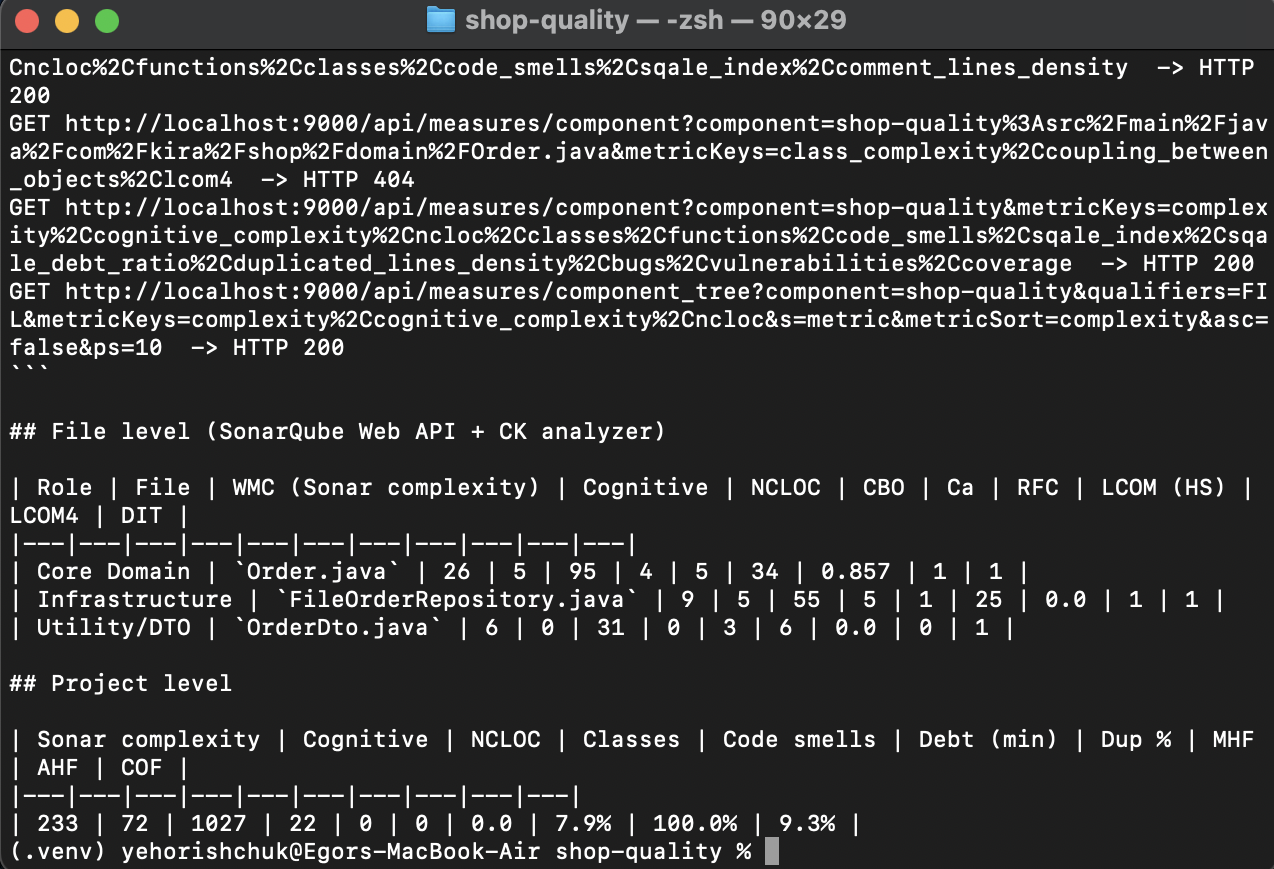 shop-quality — -zsh — 90×29
Cncloc%2Cfunctions%2Cclasses%2Ccode_smells%2Csqale_index%2Ccomment_lines_density  -> HTTP
200
GET http://localhost:9000/api/measures/component?component=shop-quality%3Asrc%2Fmain%2Fjav
a%2Fcom%2Fkira%2Fshop%2Fdomain%2FOrder.java&metricKeys=class_complexity%2Ccoupling_between
_objects%2Clcom4  -> HTTP 404
GET http://localhost:9000/api/measures/component?component=shop-quality&metricKeys=complex
ity%2Ccognitive_complexity%2Cncloc%2Cclasses%2Cfunctions%2Ccode_smells%2Csqale_index%2Csqa
le_debt_ratio%2Cduplicated_lines_density%2Cbugs%2Cvulnerabilities%2Ccoverage  -> HTTP 200
GET http://localhost:9000/api/measures/component_tree?component=shop-quality&qualifiers=FI
L&metricKeys=complexity%2Ccognitive_complexity%2Cncloc&s=metric&metricSort=complexity&asc=
false&ps=10  -> HTTP 200
```
## File level (SonarQube Web API + CK analyzer)
| Role | File | WMC (Sonar complexity) | Cognitive | NCLOC | CBO | Ca | RFC | LCOM (HS) |
LCOM4 | DIT |
|---|---|---|---|---|---|---|---|---|---|---|
| Core Domain | `Order.java` | 26 | 5 | 95 | 4 | 5 | 34 | 0.857 | 1 | 1 |
| Infrastructure | `FileOrderRepository.java` | 9 | 5 | 55 | 5 | 1 | 25 | 0.0 | 1 | 1 |
| Utility/DTO | `OrderDto.java` | 6 | 0 | 31 | 0 | 3 | 6 | 0.0 | 0 | 1 |
## Project level
| Sonar complexity | Cognitive | NCLOC | Classes | Code smells | Debt (min) | Dup % | MHF
| AHF | COF |
|---|---|---|---|---|---|---|---|---|---|
| 233 | 72 | 1027 | 22 | 0 | 0 | 0.0 | 7.9% | 100.0% | 9.3% |
(.venv) yehorishchuk@Egors-MacBook-Air shop-quality %